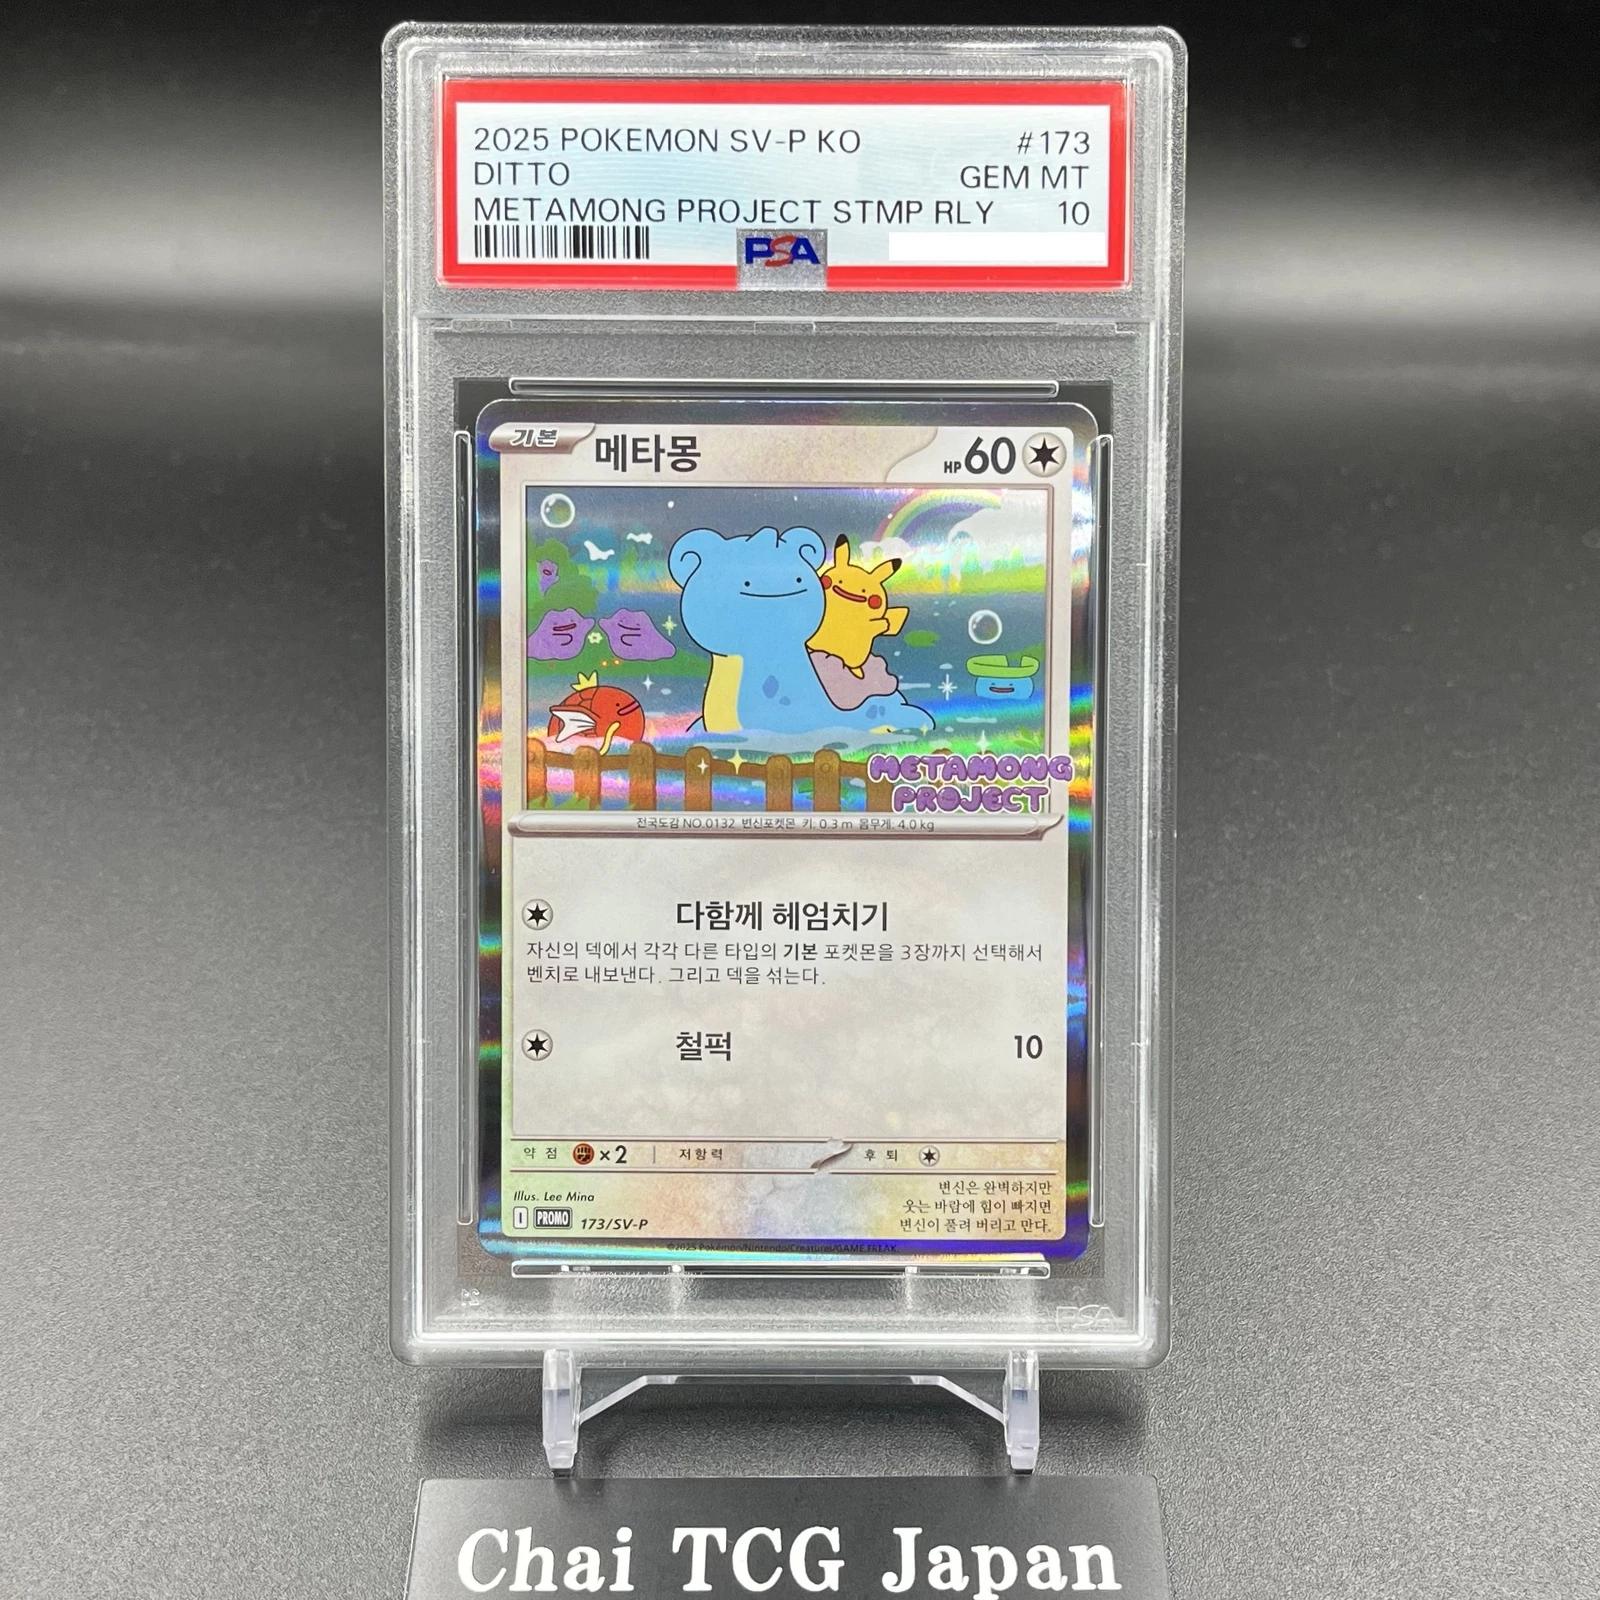 2025 POKEMON SV-P KO #173
DITTO GEM MT
METAMONG PROJECT STMP RLY 10
PSA
기본 메타몽 HP 60
METAMONG
PROJECT
전국도감 NO.0132 변신포켓몬 키: 0.3 m 몸무게: 4.0 kg
다함께 헤엄치기
자신의 덱에서 각각 다른 타입의 기본 포켓몬을 3장까지 선택해서
벤치로 내보낸다. 그리고 덱을 섞는다.
철퍽 10
약점 ×2 저항력 후퇴
Illus. Lee Mina
변신은 완벽하지만
웃는 바람에 힘이 빠지면
변신이 풀려 버리고 만다.
I PROMO 173/SV-P
©2025 Pokémon/Nintendo/Creatures/GAME FREAK.
PSA
Chai TCG Japan